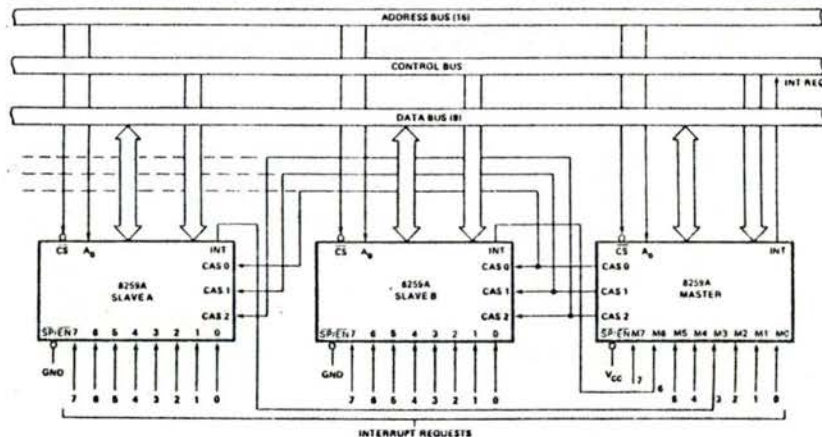 ADDRESS BUS (16)
CONTROL BUS
INT REQ
DATA BUS (8)
CS A0 INT
8259A
SLAVE A
CAS 0
CAS 1
CAS 2
SP/EN 7 6 5 4 3 2 1 0
GND
7 6 5 4 3 2 1 0
CS A0 INT
8259A
SLAVE B
CAS 0
CAS 1
CAS 2
SP/EN 7 6 5 4 3 2 1 0
GND
7 6 5 4 3 2 1 0
CS A0 INT
CAS 0
CAS 1
CAS 2
8259A
MASTER
SP/EN M7 M6 M5 M4 M3 M2 M1 M0
VCC
7 6 5 4 3 2 1 0
INTERRUPT REQUESTS